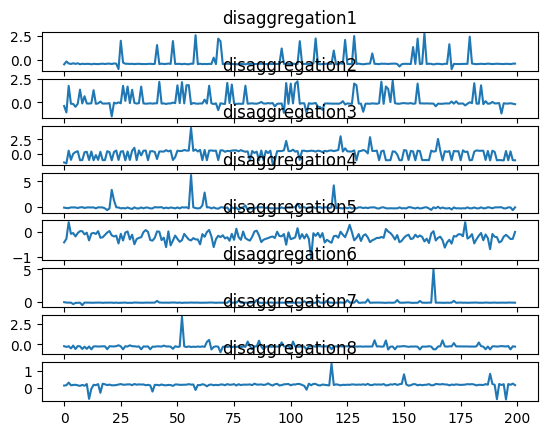 disaggregation1
2.5
0.0
disaggregation2
2.5
0.0
disaggregation3
2.5
0.0
disaggregation4
5
0
disaggregation5
0
−1
disaggregation6
5
0
disaggregation7
2.5
0.0
disaggregation8
1
0
0 25 50 75 100 125 150 175 200